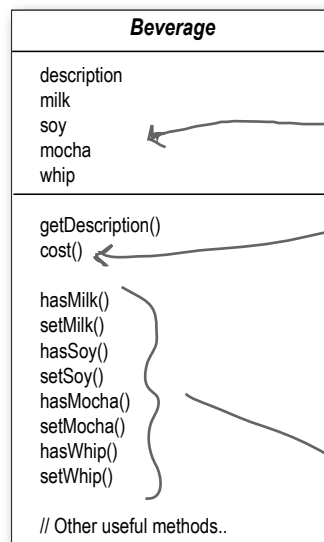 Beverage
description
milk
soy
mocha
whip
getDescription()
cost()
hasMilk()
setMilk()
hasSoy()
setSoy()
hasMocha()
setMocha()
hasWhip()
setWhip()
// Other useful methods..